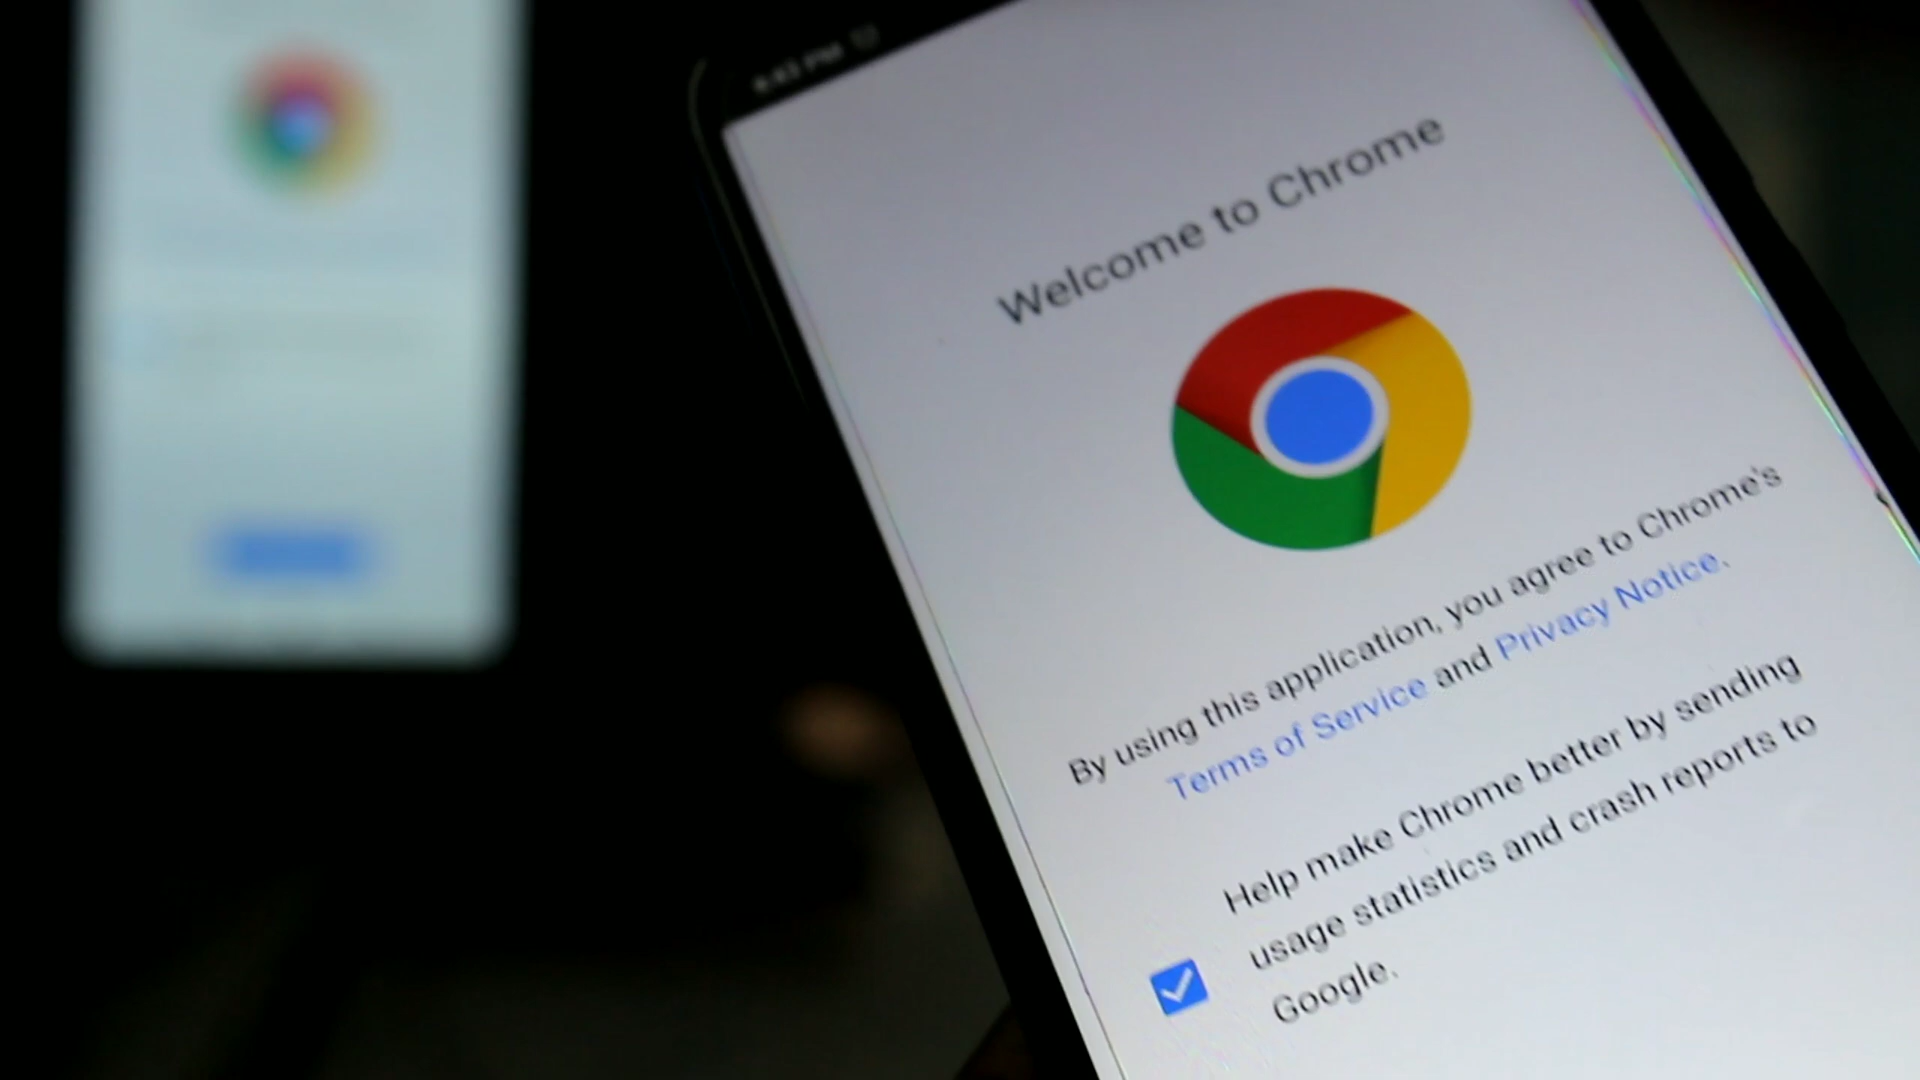 Welcome to Chrome
By using this application, you agree to Chrome's
Terms of Service and Privacy Notice.
Help make Chrome better by sending
usage statistics and crash reports to
Google.